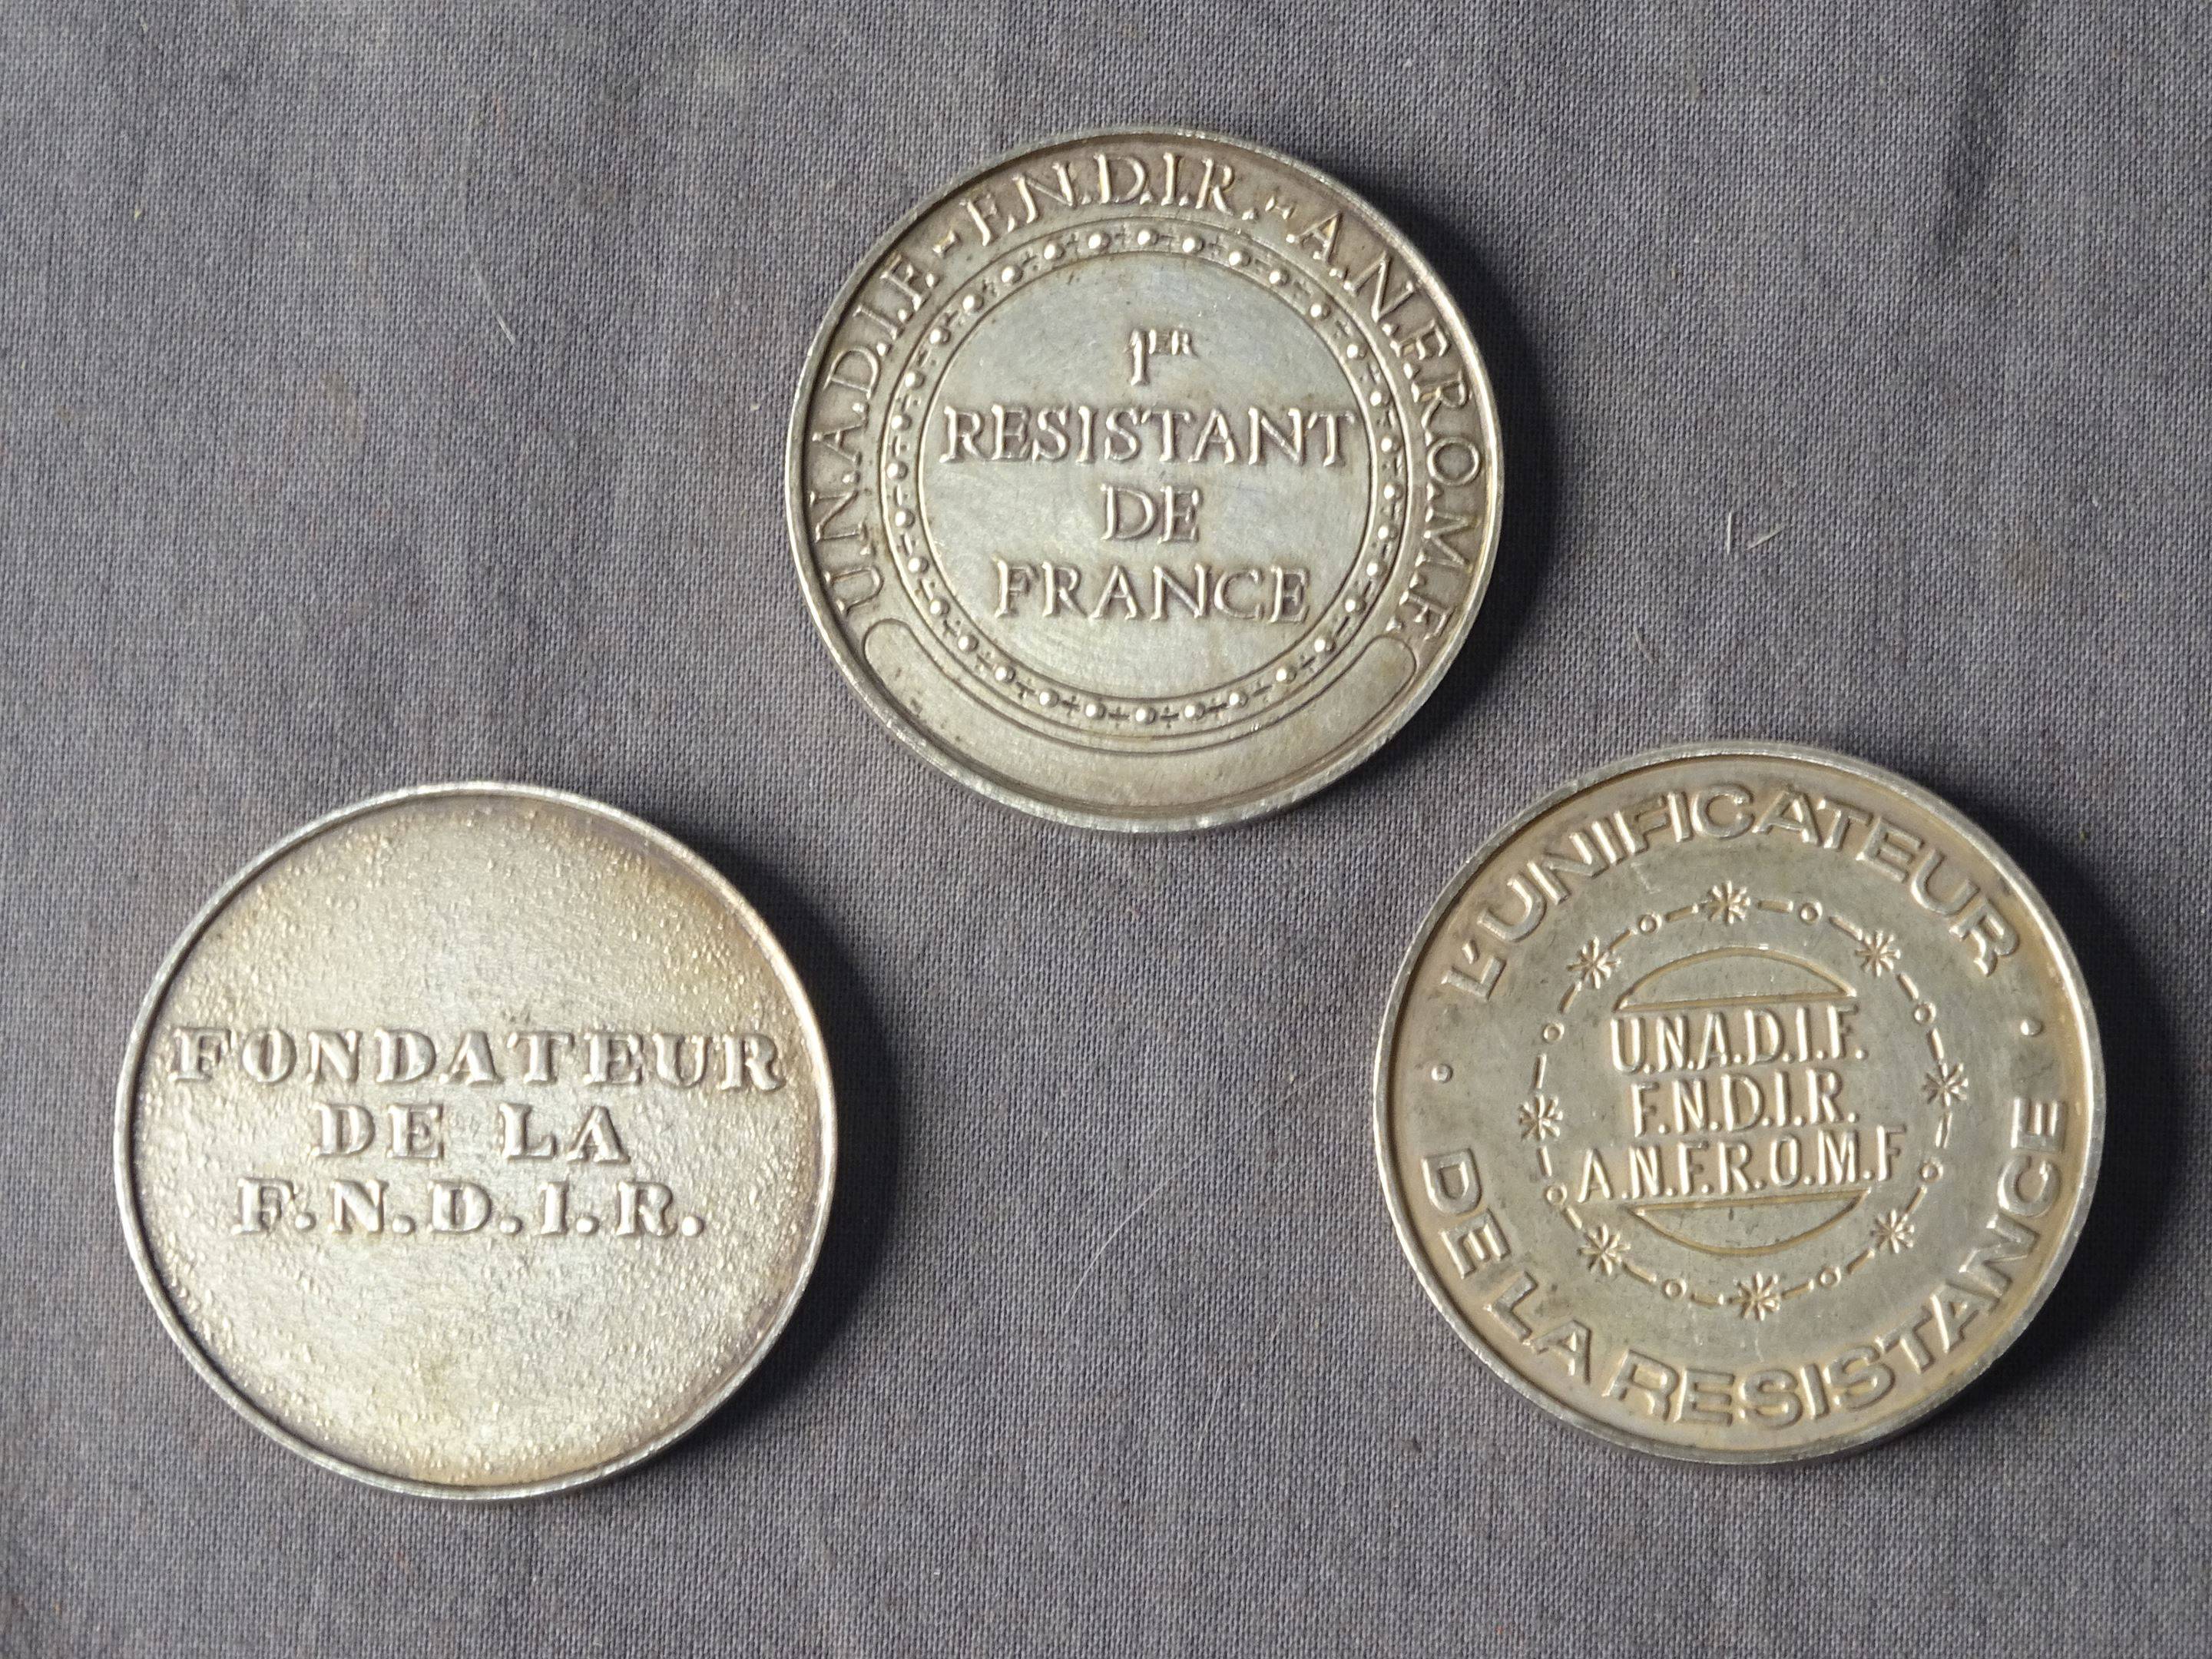 U.N.A.D.I.F. - F.N.D.I.R. - A.N.F.R.O.M.F.
1ER
RESISTANT
DE
FRANCE
FONDATEUR
DE LA
F.N.D.I.R.
L'UNIFICATEUR
DE LA RESISTANCE
U.N.A.D.I.F.
F.N.D.I.R.
A.N.F.R.O.M.F